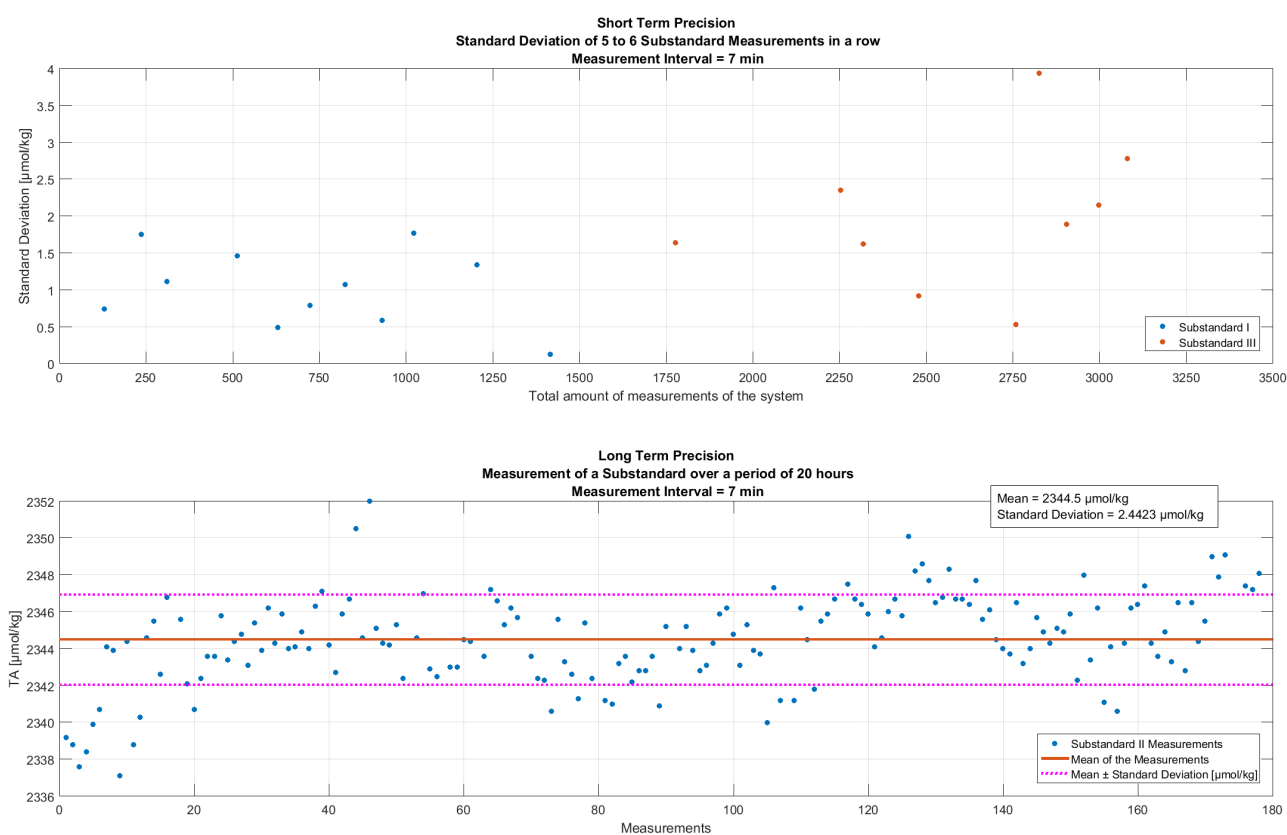 Short Term Precision
Standard Deviation of 5 to 6 Substandard Measurements in a row
Measurement Interval = 7 min
4
3.5
3
2.5
2
1.5
1
0.5
0
Standard Deviation [µmol/kg]
Substandard I
Substandard III
0 250 500 750 1000 1250 1500 1750 2000 2250 2500 2750 3000 3250 3500
Total amount of measurements of the system
Long Term Precision
Measurement of a Substandard over a period of 20 hours
Measurement Interval = 7 min
Mean = 2344.5 µmol/kg
Standard Deviation = 2.4423 µmol/kg
2352
2350
2348
2346
2344
2342
2340
2338
2336
TA [µmol/kg]
Substandard II Measurements
Mean of the Measurements
Mean ± Standard Deviation [µmol/kg]
0 20 40 60 80 100 120 140 160 180
Measurements